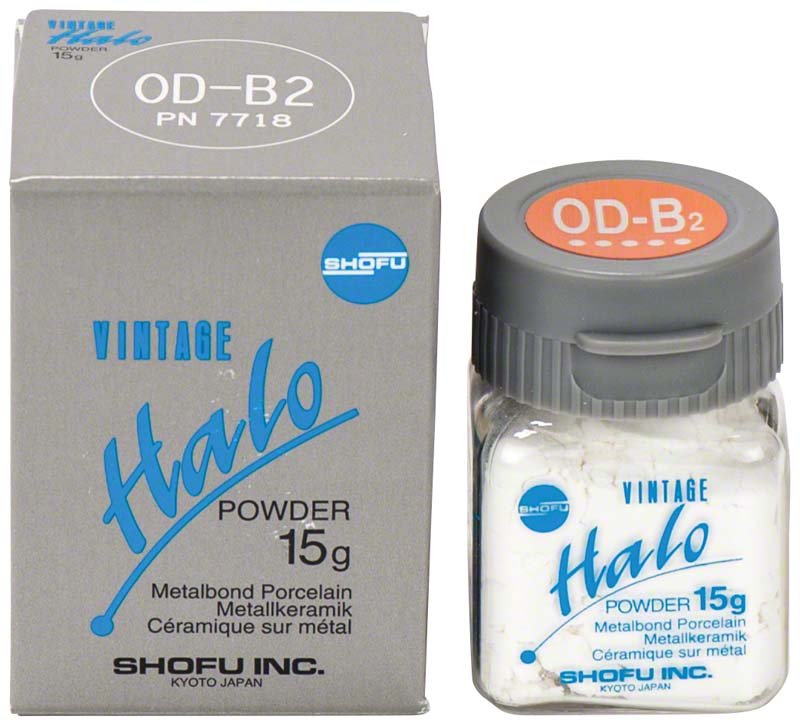 VINTAGE
Halo
POWDER
15g
OD-B2
PN 7718
SHOFU
VINTAGE
Halo
POWDER
15g
Metalbond Porcelain
Metallkeramik
Céramique sur métal
SHOFU INC.
KYOTO JAPAN
OD-B2
SHOFU
VINTAGE
Halo
POWDER 15g
Metalbond Porcelain
Metallkeramik
Céramique sur métal
SHOFU INC.
KYOTO JAPAN